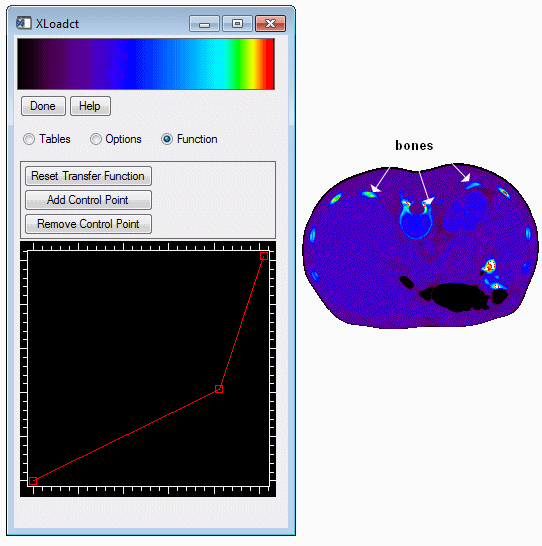 XLoadct
Done Help
Tables Options Function
Reset Transfer Function
Add Control Point
Remove Control Point
bones